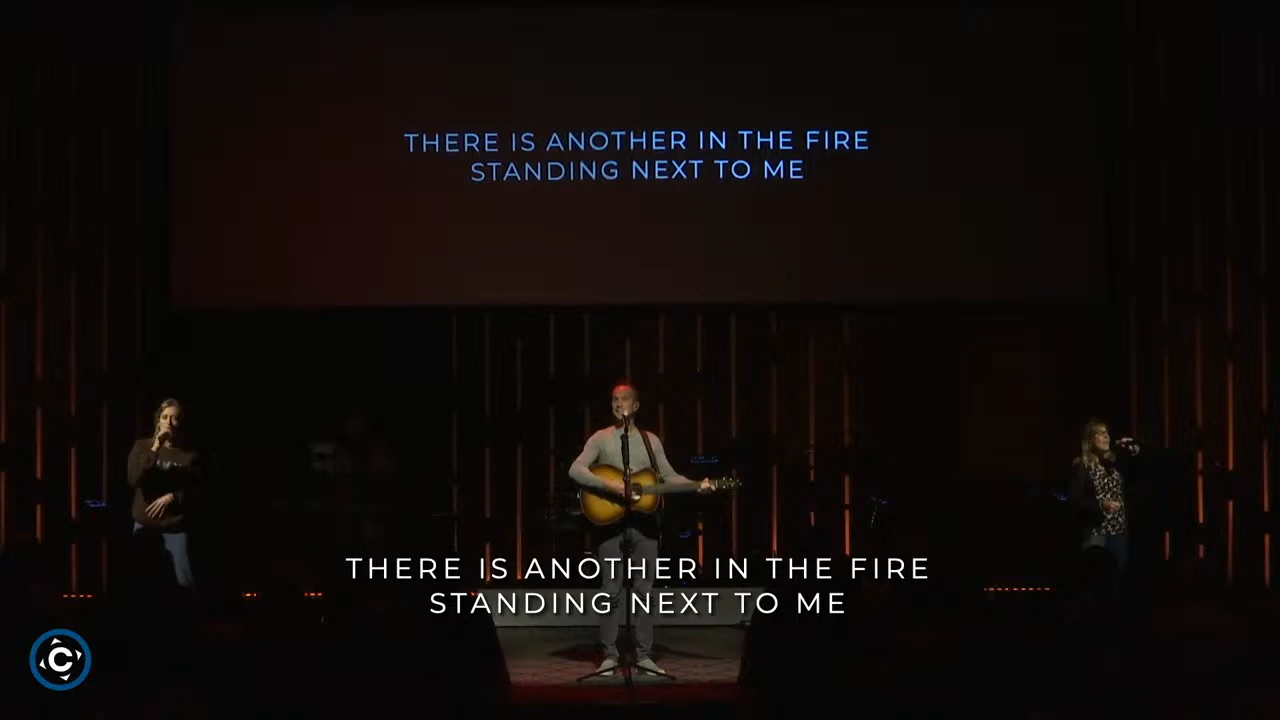 THERE IS ANOTHER IN THE FIRE
STANDING NEXT TO ME
THERE IS ANOTHER IN THE FIRE
STANDING NEXT TO ME
C